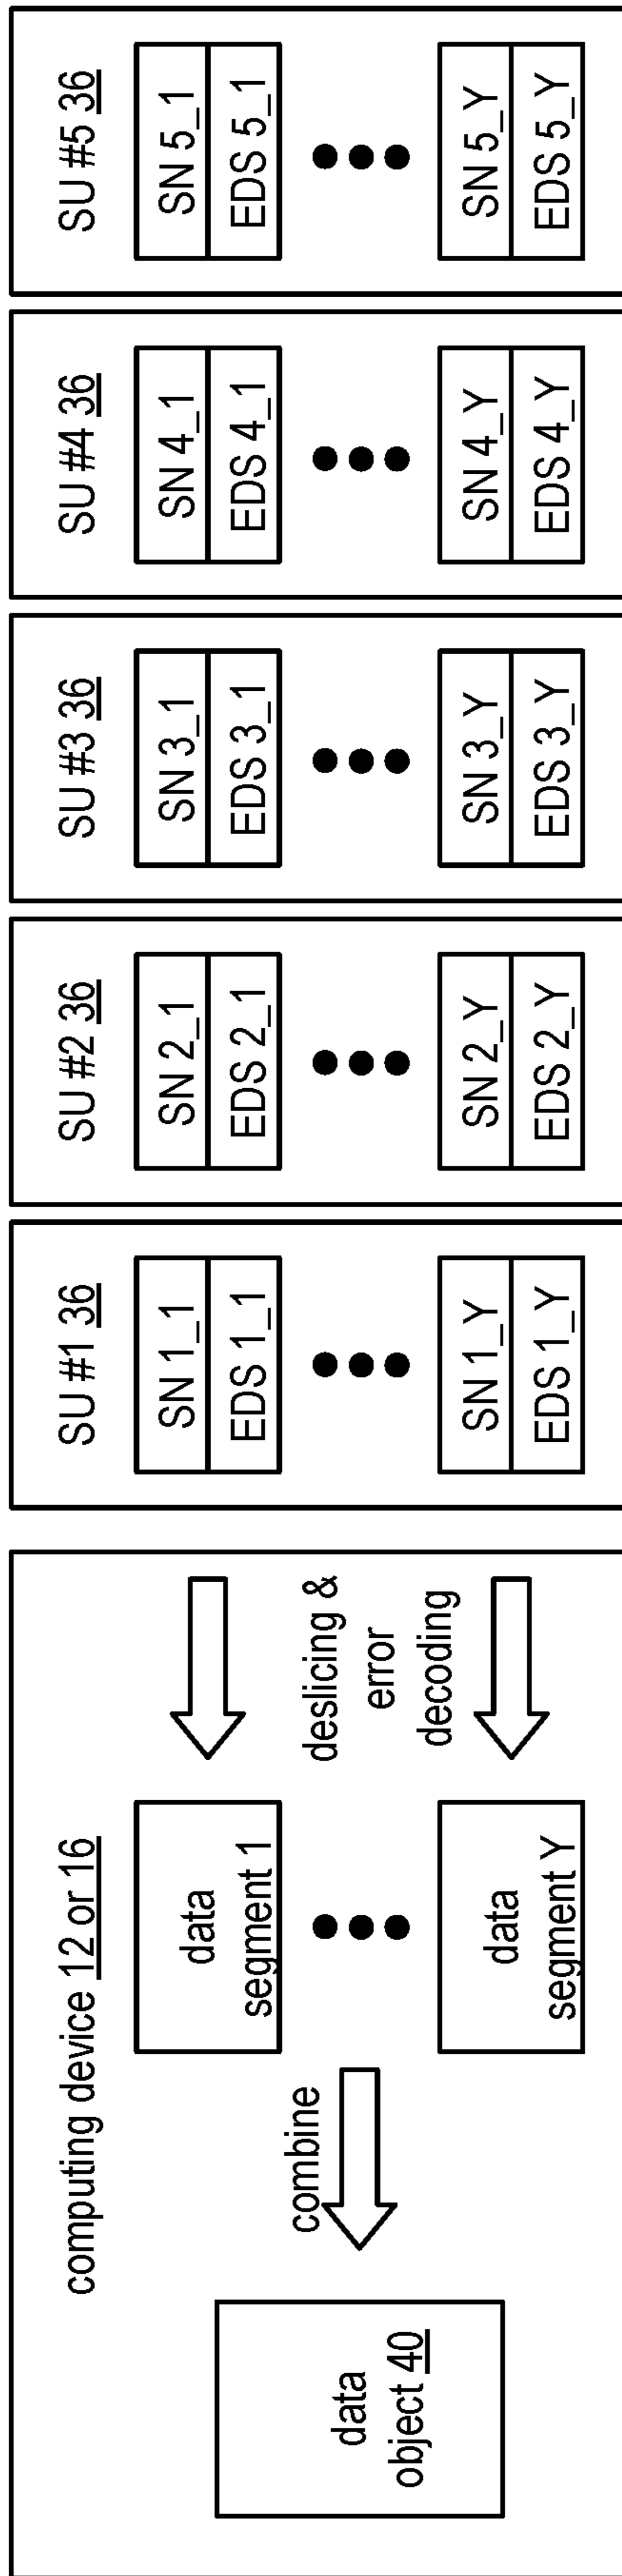 computing device 12 or 16
data
object 40
combine
data
segment 1
data
segment Y
deslicing &
error
decoding
SU #1 36
SN 1_1
EDS 1_1
SN 1_Y
EDS 1_Y
SU #2 36
SN 2_1
EDS 2_1
SN 2_Y
EDS 2_Y
SU #3 36
SN 3_1
EDS 3_1
SN 3_Y
EDS 3_Y
SU #4 36
SN 4_1
EDS 4_1
SN 4_Y
EDS 4_Y
SU #5 36
SN 5_1
EDS 5_1
SN 5_Y
EDS 5_Y